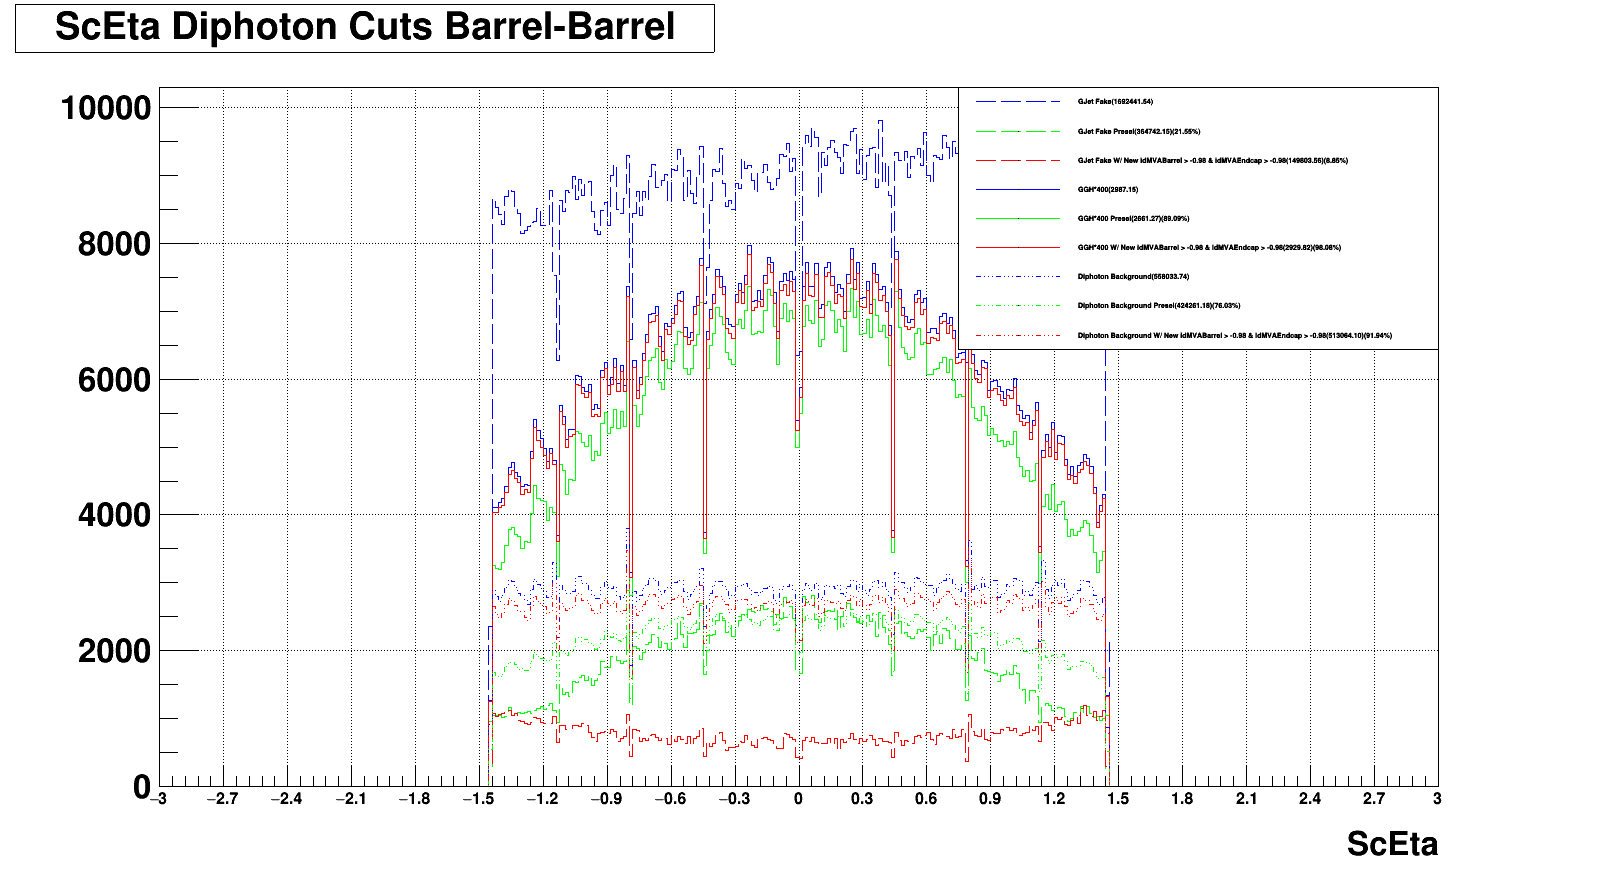 ScEta Diphoton Cuts Barrel-Barrel
10000
8000
6000
4000
2000
0
GJet Fake(1692441.54)
GJet Fake Presel(364742.15)(21.55%)
GJet Fake W/ New IdMVABarrel > -0.98 & IdMVAEndcap > -0.98(149803.55)(8.85%)
GGH*400(2987.15)
GGH*400 Presel(2661.27)(89.09%)
GGH*400 W/ New IdMVABarrel > -0.98 & IdMVAEndcap > -0.98(2929.82)(98.08%)
Diphoton Background(558033.74)
Diphoton Background Presel(424261.15)(76.03%)
Diphoton Background W/ New IdMVABarrel > -0.98 & IdMVAEndcap > -0.98(513064.10)(91.94%)
−3 −2.7 −2.4 −2.1 −1.8 −1.5 −1.2 −0.9 −0.6 −0.3 0 0.3 0.6 0.9 1.2 1.5 1.8 2.1 2.4 2.7 3
ScEta